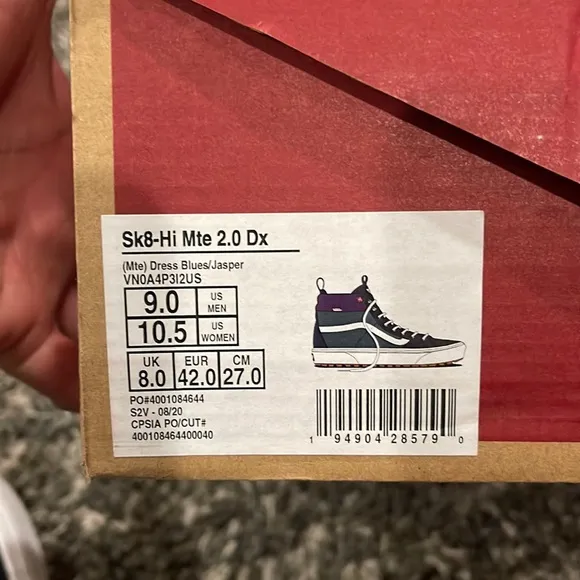 Sk8-Hi Mte 2.0 Dx
(Mte) Dress Blues/Jasper
VN0A4P3I2US
9.0 US MEN
10.5 US WOMEN
UK 8.0 EUR 42.0 CM 27.0
PO#4001084644
S2V - 08/20
CPSIA PO/CUT#
400108464400040
1 94904 28579 0